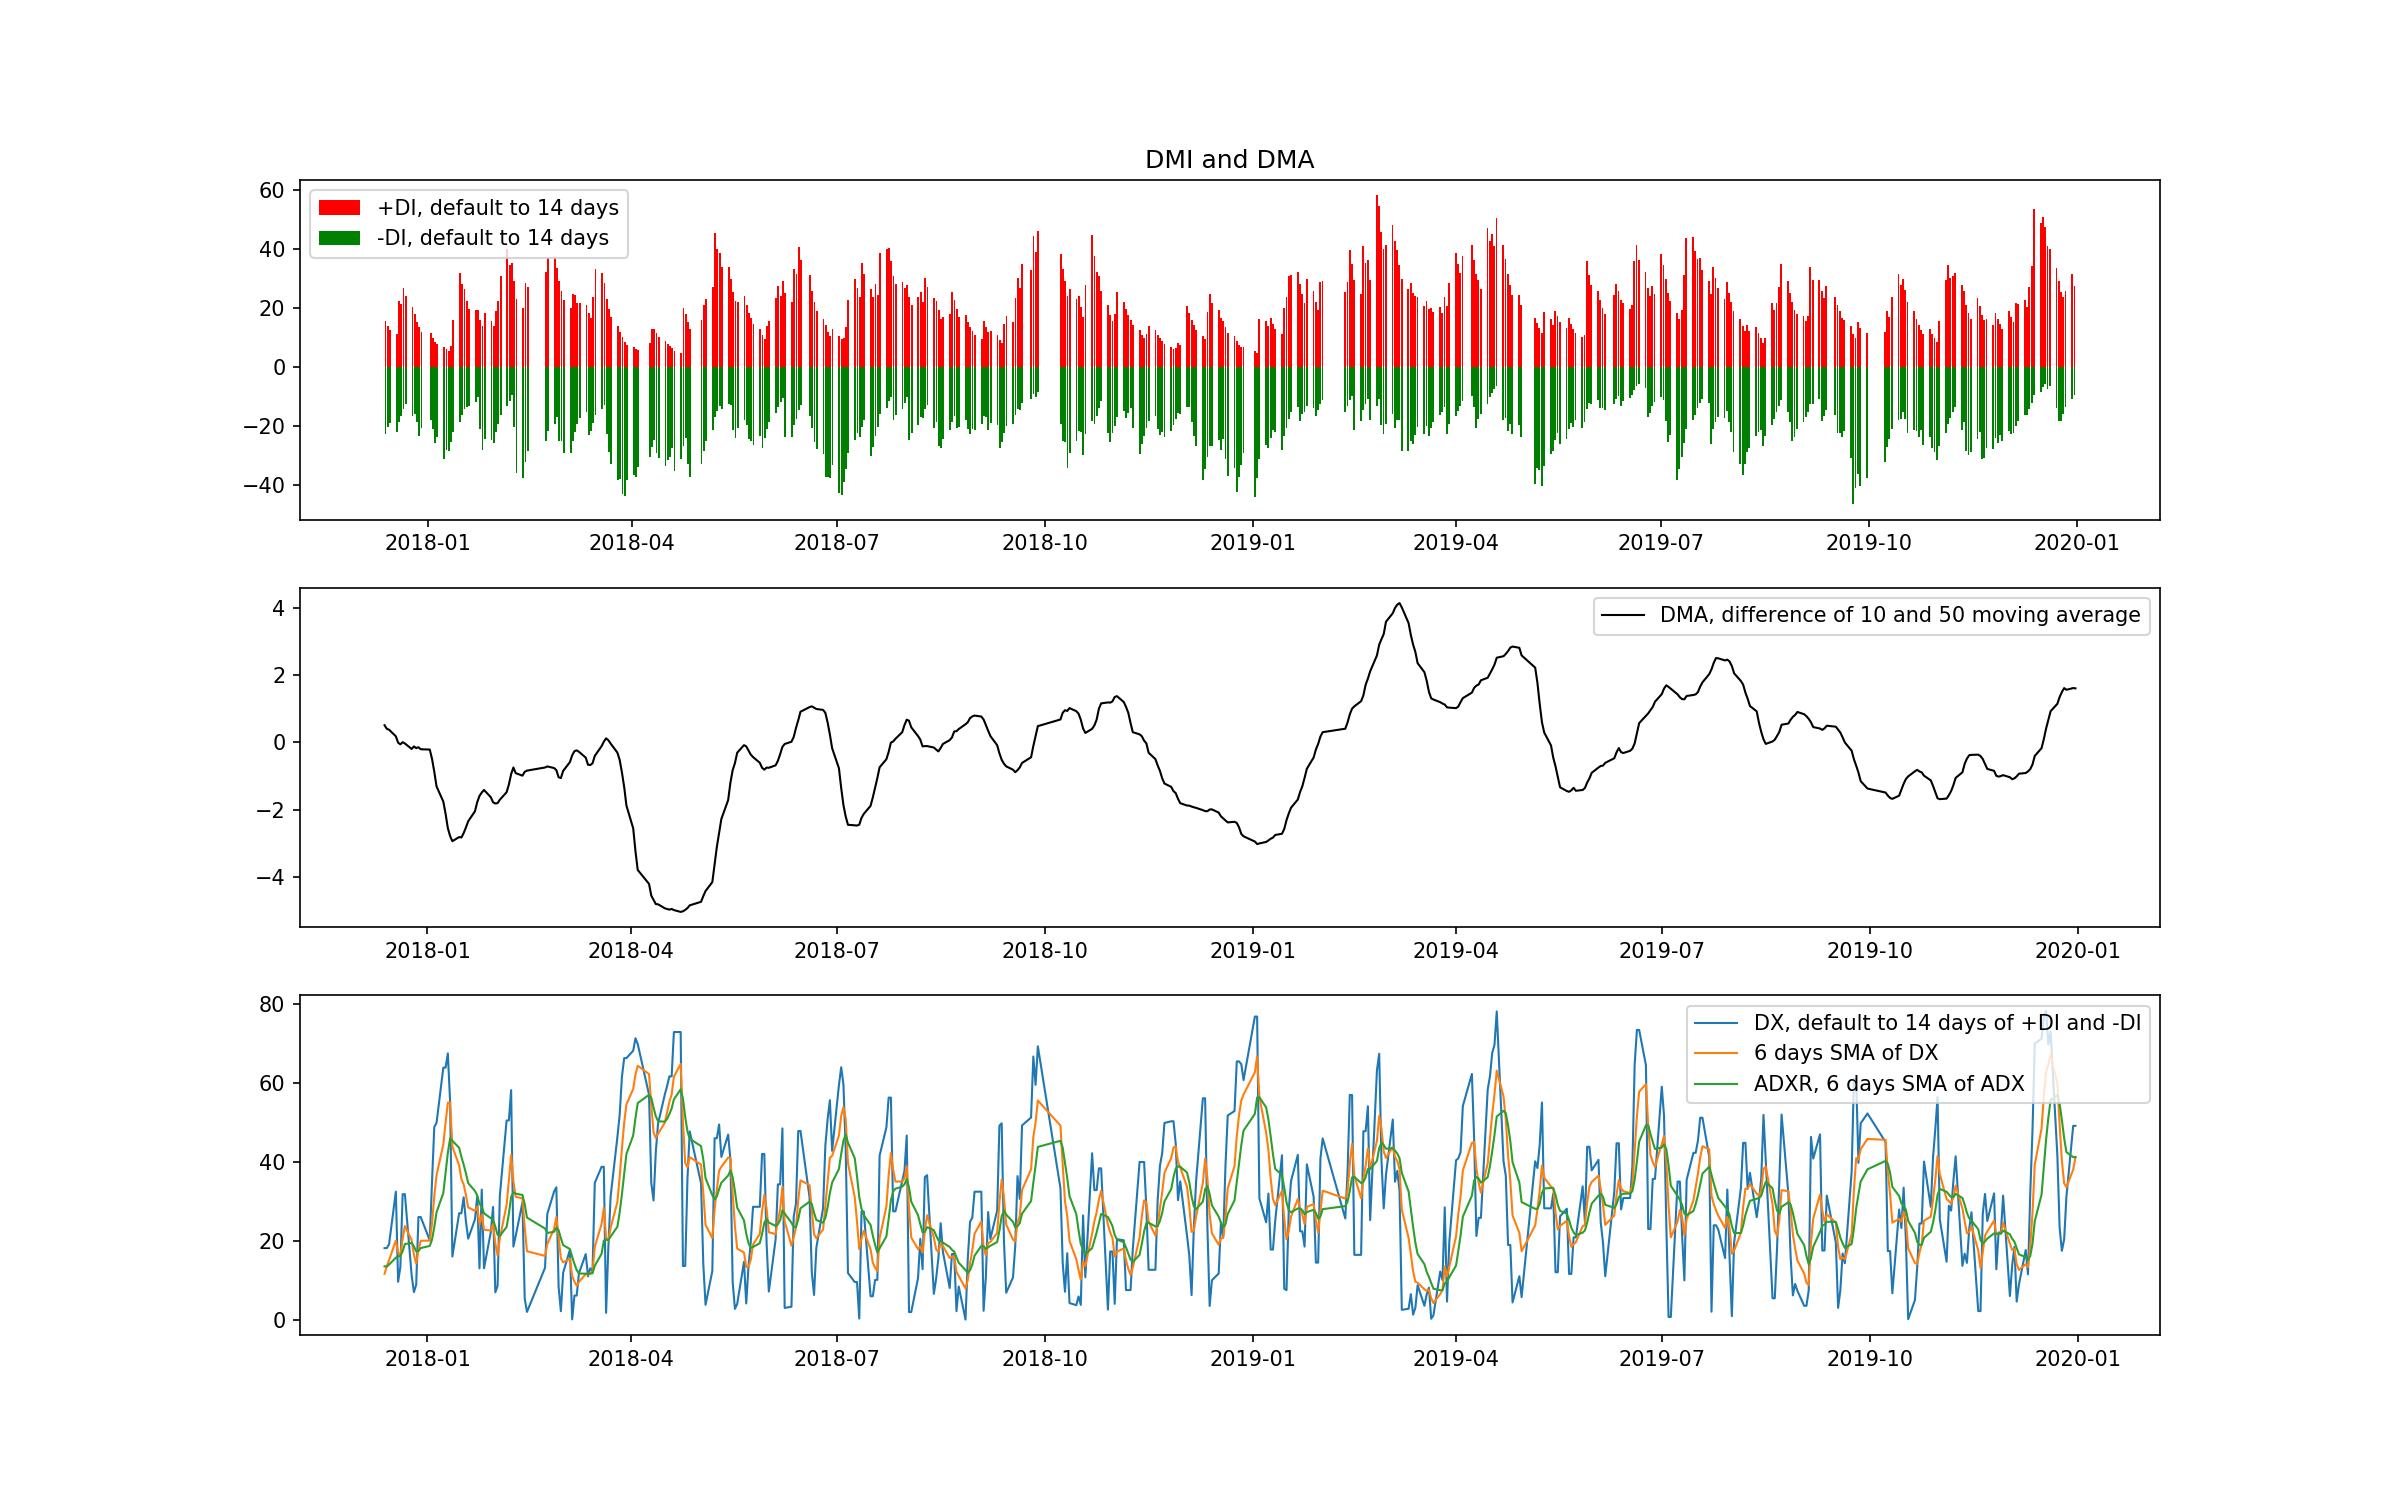 DMI and DMA
60
40
20
0
−20
−40
+DI, default to 14 days
-DI, default to 14 days
2018-01 2018-04 2018-07 2018-10 2019-01 2019-04 2019-07 2019-10 2020-01
4
2
0
−2
−4
DMA, difference of 10 and 50 moving average
2018-01 2018-04 2018-07 2018-10 2019-01 2019-04 2019-07 2019-10 2020-01
80
60
40
20
0
DX, default to 14 days of +DI and -DI
6 days SMA of DX
ADXR, 6 days SMA of ADX
2018-01 2018-04 2018-07 2018-10 2019-01 2019-04 2019-07 2019-10 2020-01